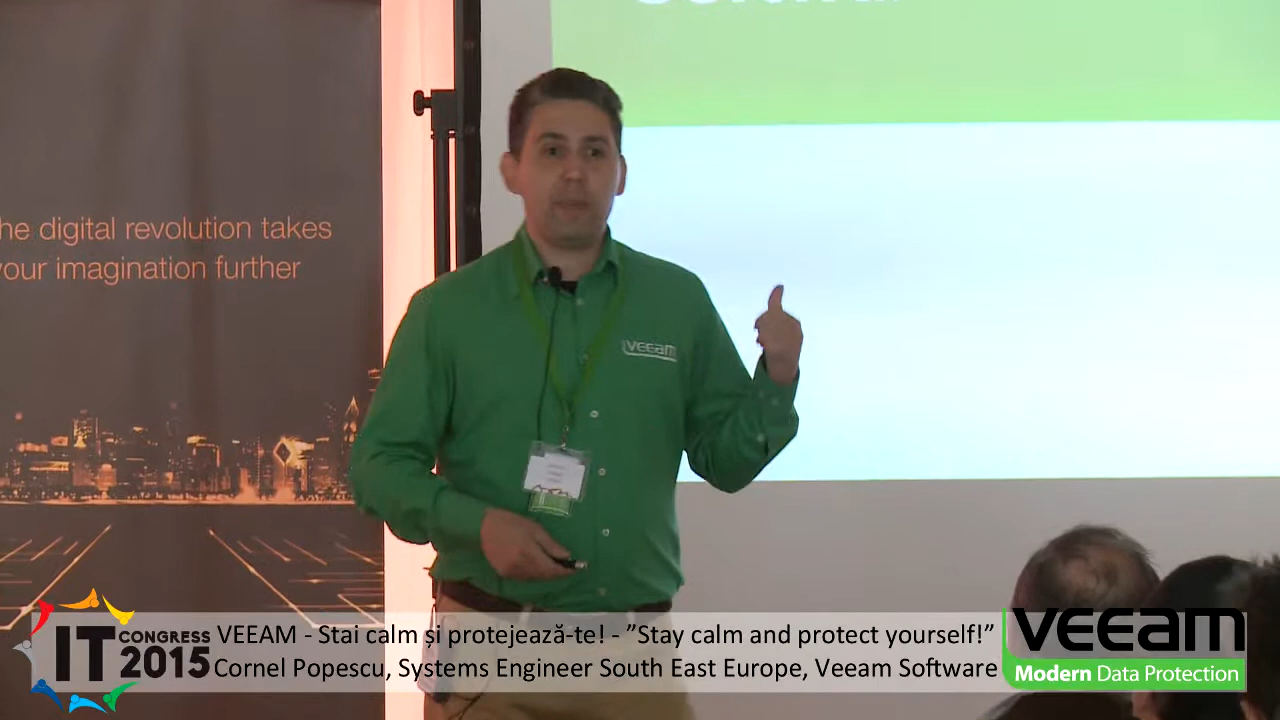 he digital revolution takes
your imagination further
veeam
IT CONGRESS 2015
VEEAM - Stai calm și protejează-te! - ”Stay calm and protect yourself!”
Cornel Popescu, Systems Engineer South East Europe, Veeam Software
veeam
Modern Data Protection